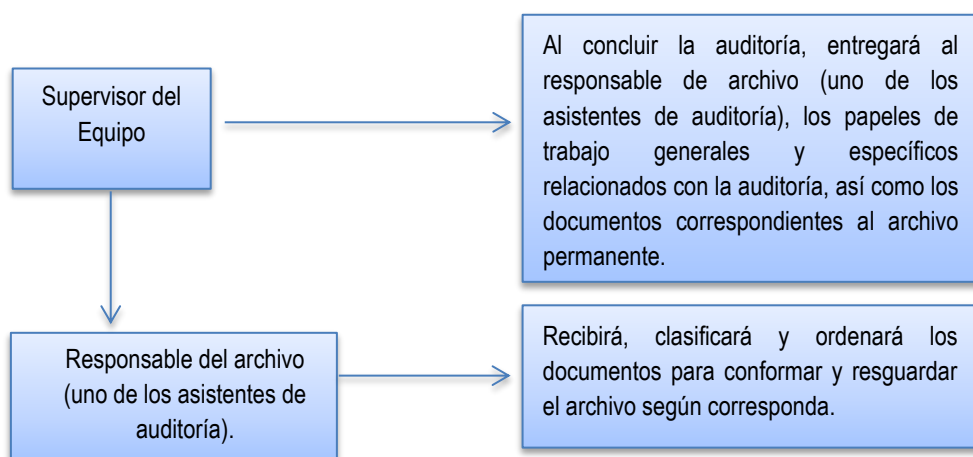 Supervisor del
Equipo
Al concluir la auditoría, entregará al
responsable de archivo (uno de los
asistentes de auditoría), los papeles de
trabajo generales y específicos
relacionados con la auditoría, así como los
documentos correspondientes al archivo
permanente.
Responsable del archivo
(uno de los asistentes de
auditoría).
Recibirá, clasificará y ordenará los
documentos para conformar y resguardar
el archivo según corresponda.